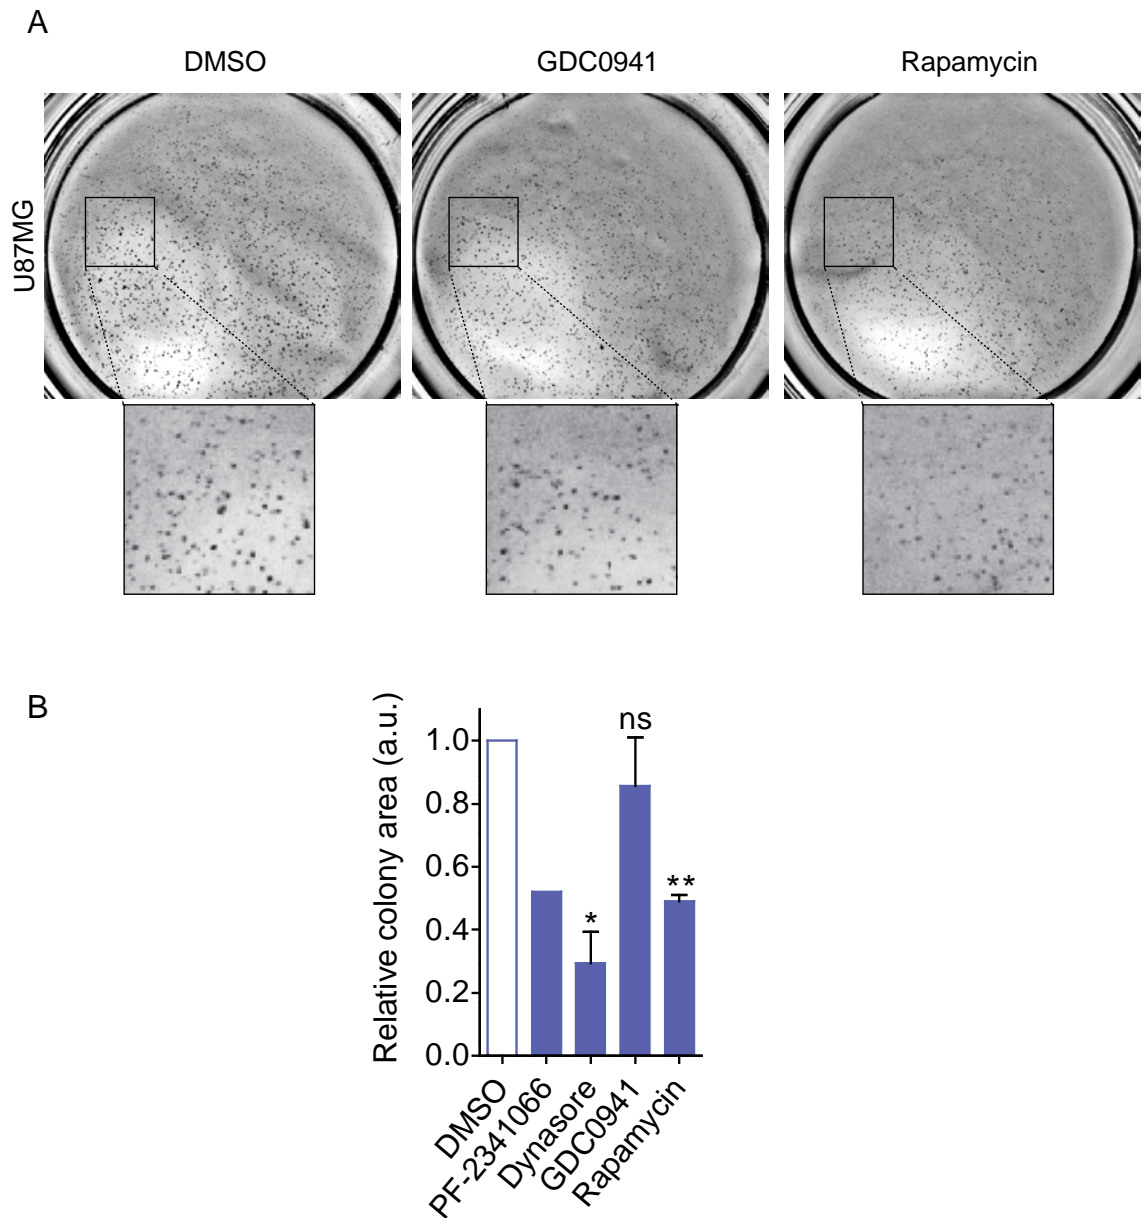 A
DMSO
GDC0941
Rapamycin
U87MG
B
Relative colony area (a.u.)
1.0
0.8
0.6
0.4
0.2
0.0
*
ns
**
DMSO
PF-2341066
Dynasore
GDC0941
Rapamycin